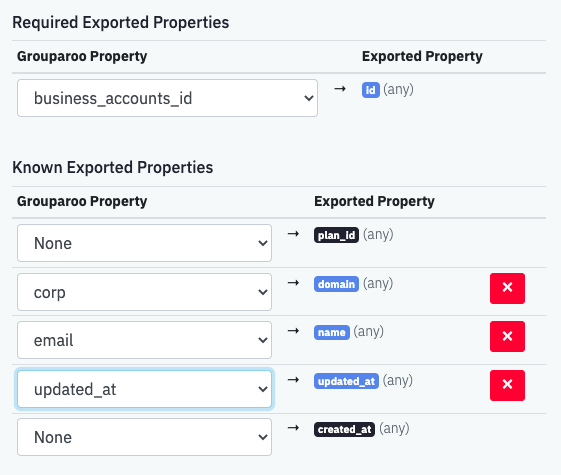 Required Exported Properties
Grouparoo Property Exported Property
business_accounts_id → id (any)
Known Exported Properties
Grouparoo Property Exported Property
None → plan_id (any)
corp → domain (any) ×
email → name (any) ×
updated_at → updated_at (any) ×
None → created_at (any)